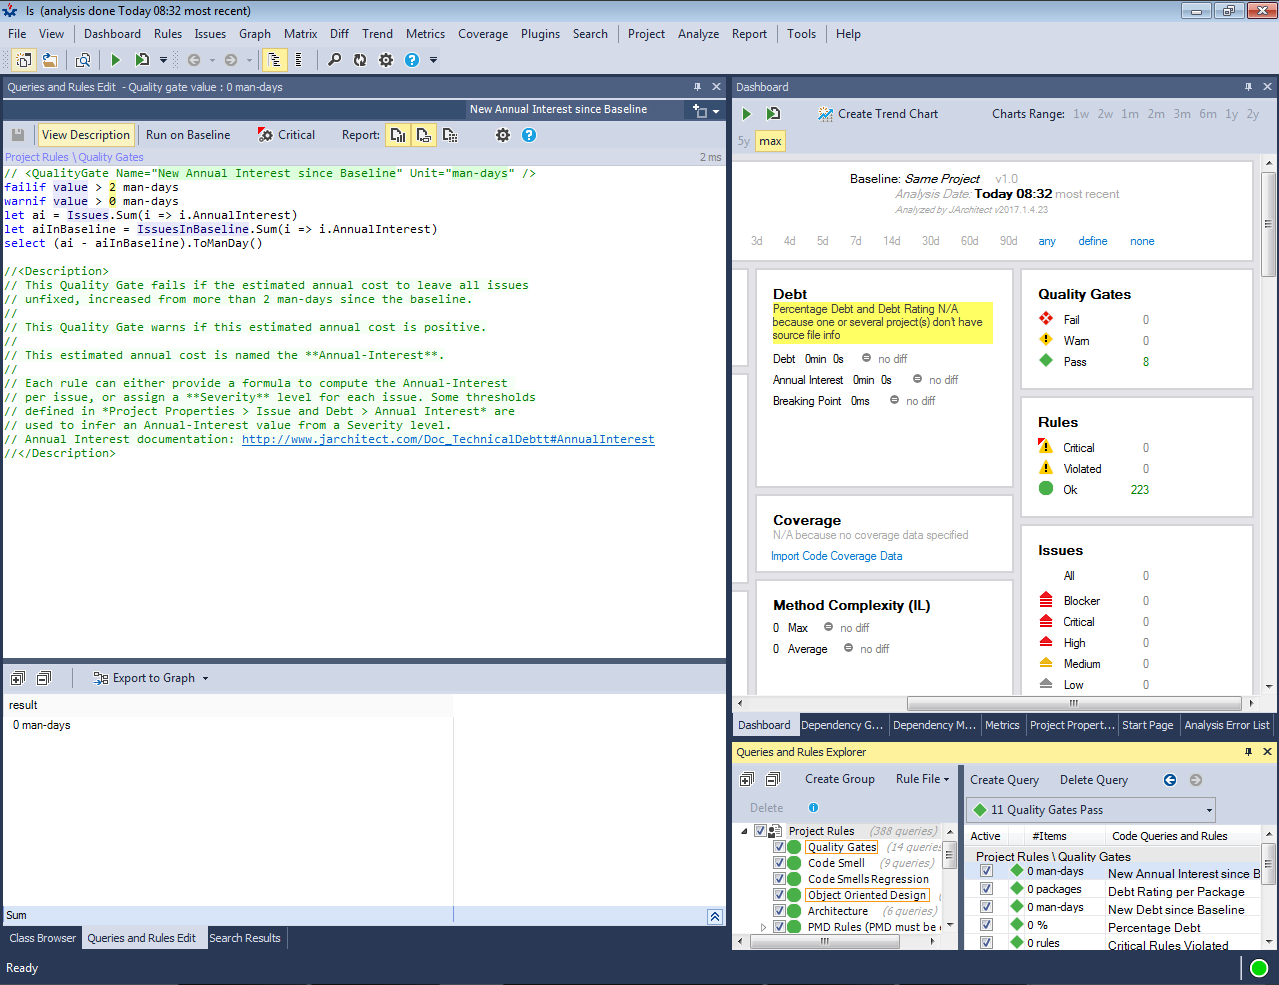 ls (analysis done Today 08:32 most recent)
File View Dashboard Rules Issues Graph Matrix Diff Trend Metrics Coverage Plugins Search Project Analyze Report Tools Help
Queries and Rules Edit - Quality gate value : 0 man-days
New Annual Interest since Baseline
View Description Run on Baseline Critical Report:
Project Rules \ Quality Gates 2 ms
// <QualityGate Name="New Annual Interest since Baseline" Unit="man-days" />
failif value > 2 man-days
warnif value > 0 man-days
let ai = Issues.Sum(i => i.AnnualInterest)
let aiInBaseline = IssuesInBaseline.Sum(i => i.AnnualInterest)
select (ai - aiInBaseline).ToManDay()
//<Description>
// This Quality Gate fails if the estimated annual cost to leave all issues
// unfixed, increased from more than 2 man-days since the baseline.
//
// This Quality Gate warns if this estimated annual cost is positive.
//
// This estimated annual cost is named the **Annual-Interest**.
//
// Each rule can either provide a formula to compute the Annual-Interest
// per issue, or assign a **Severity** level for each issue. Some thresholds
// defined in *Project Properties > Issue and Debt > Annual Interest* are
// used to infer an Annual-Interest value from a Severity level.
// Annual Interest documentation: http://www.jarchitect.com/Doc_TechnicalDebtt#AnnualInterest
//</Description>
Export to Graph
result
0 man-days
Sum
Class Browser Queries and Rules Edit Search Results
Ready
Dashboard
Create Trend Chart Charts Range: 1w 2w 1m 2m 3m 6m 1y 2y
5y max
Baseline: Same Project v1.0
Analysis Date: Today 08:32 most recent
Analyzed by JArchitect v2017.1.4.23
3d 4d 5d 7d 14d 30d 60d 90d any define none
Debt
Percentage Debt and Debt Rating N/A
because one or several project(s) don't have
source file info
Debt 0min 0s no diff
Annual Interest 0min 0s no diff
Breaking Point 0ms no diff
Coverage
N/A because no coverage data specified
Import Code Coverage Data
Method Complexity (IL)
0 Max no diff
0 Average no diff
Quality Gates
Fail 0
Warn 0
Pass 8
Rules
Critical 0
Violated 0
Ok 223
Issues
All 0
Blocker 0
Critical 0
High 0
Medium 0
Low 0
Dashboard Dependency G... Dependency M... Metrics Project Propert... Start Page Analysis Error List
Queries and Rules Explorer
Create Group Rule File
Delete
Project Rules (388 queries)
Quality Gates (14 queries
Code Smell (9 queries)
Code Smells Regression
Object Oriented Design
Architecture (6 queries)
PMD Rules (PMD must be
Create Query Delete Query
11 Quality Gates Pass
Active #Items Code Queries and Rules
Project Rules \ Quality Gates
0 man-days New Annual Interest since B
0 packages Debt Rating per Package
0 man-days New Debt since Baseline
0 % Percentage Debt
0 rules Critical Rules Violated